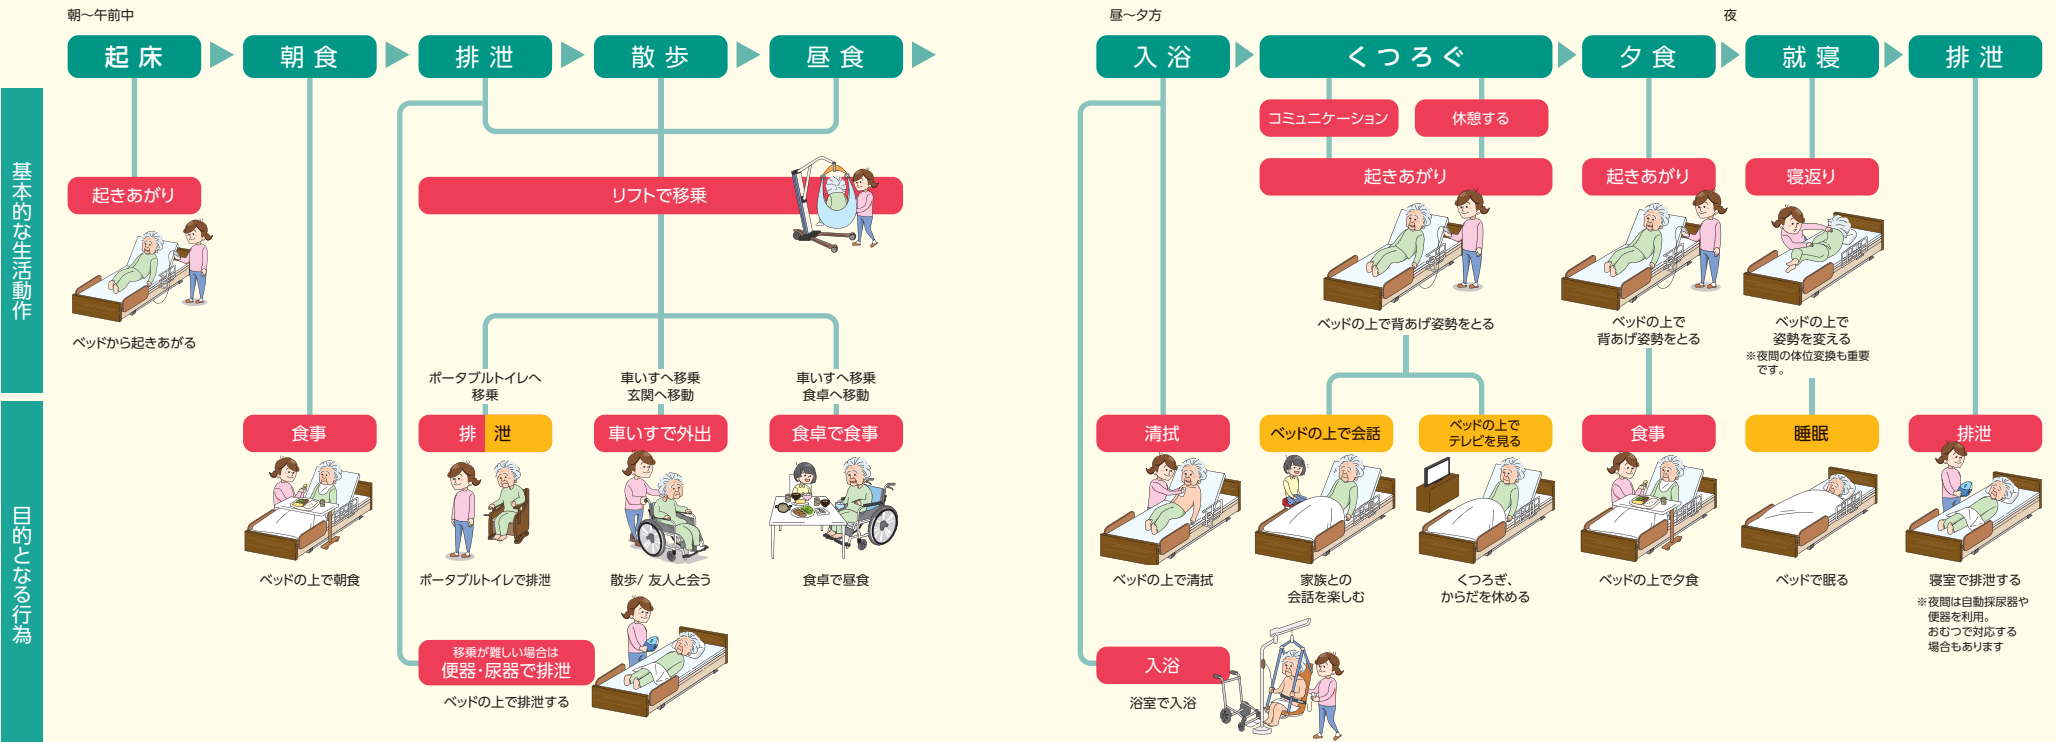 朝〜午前中
昼〜夕方
夜
起床
朝食
排泄
散歩
昼食
入浴
くつろぐ
夕食
就寝
排泄
基本的な生活動作
コミュニケーション
休憩する
起きあがり
リフトで移乗
起きあがり
起きあがり
寝返り
ベッドから起きあがる
ベッドの上で背あげ姿勢をとる
ベッドの上で
背あげ姿勢をとる
ベッドの上で
姿勢を変える
※夜間の体位変換も重要
です。
ポータブルトイレへ
移乗
車いすへ移乗
玄関へ移動
車いすへ移乗
食卓へ移動
目的となる行為
食事
排泄
車いすで外出
食卓で食事
清拭
ベッドの上で会話
ベッドの上で
テレビを見る
食事
睡眠
排泄
ベッドの上で朝食
ポータブルトイレで排泄
散歩/ 友人と会う
食卓で昼食
ベッドの上で清拭
家族との
会話を楽しむ
くつろぎ、
からだを休める
ベッドの上で夕食
ベッドで眠る
寝室で排泄する
※夜間は自動採尿器や
便器を利用。
おむつで対応する
場合もあります
移乗が難しい場合は
便器・尿器で排泄
ベッドの上で排泄する
入浴
浴室で入浴